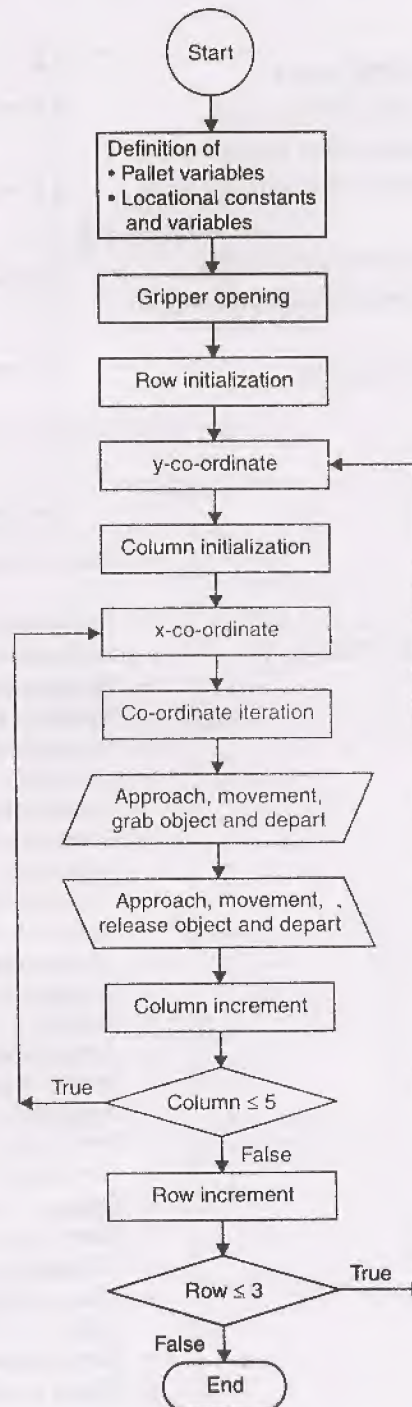 Start
Definition of
• Pallet variables
• Locational constants
and variables
Gripper opening
Row initialization
y-co-ordinate
Column initialization
x-co-ordinate
Co-ordinate iteration
Approach, movement,
grab object and depart
Approach, movement,
release object and depart
Column increment
True
Column ≤ 5
False
Row increment
Row ≤ 3
True
False
End